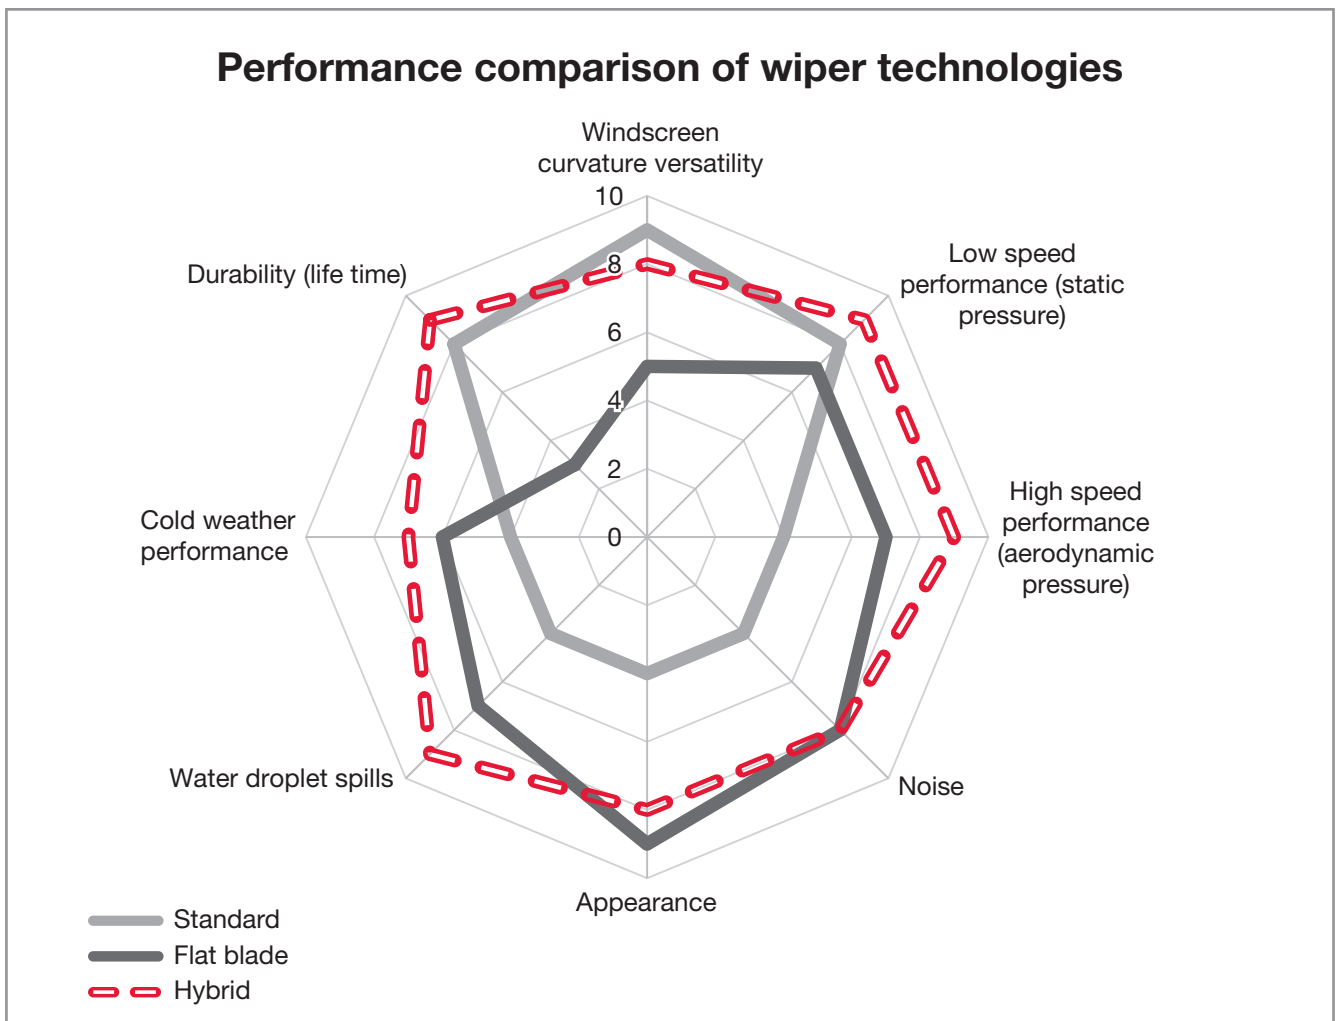 Performance comparison of wiper technologies
Windscreen
curvature versatility
10
8
6
4
2
0
Durability (life time)
Low speed
performance (static
pressure)
Cold weather
performance
High speed
performance
(aerodynamic
pressure)
Water droplet spills
Noise
Appearance
Standard
Flat blade
Hybrid